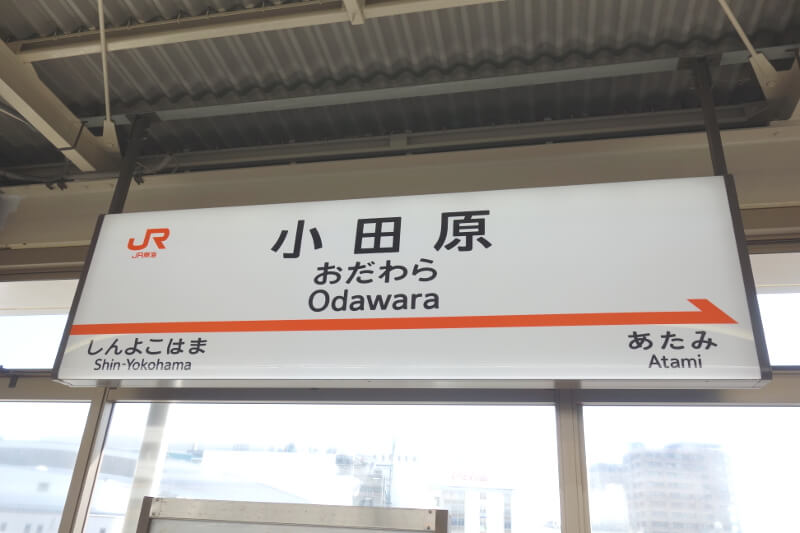 JR
JR東海
小田原
おだわら
Odawara
しんよこはま
Shin-Yokohama
あたみ
Atami